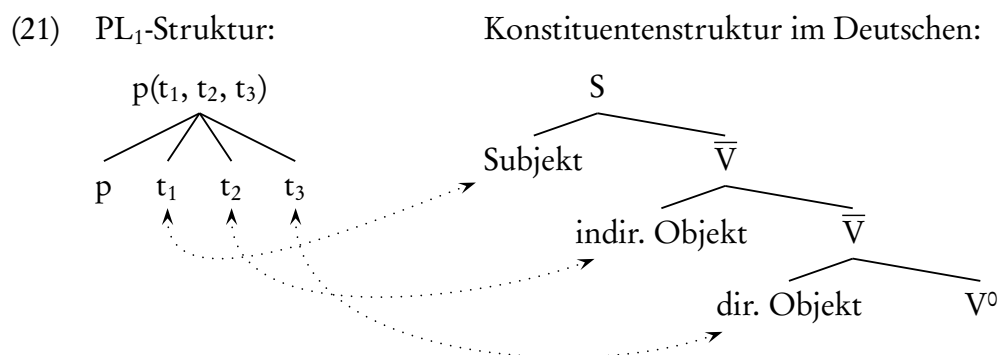 (21) PL₁-Struktur: Konstituentenstruktur im Deutschen:
p(t₁, t₂, t₃) S
p t₁ t₂ t₃ Subjekt V̅
indir. Objekt V̅
dir. Objekt V⁰